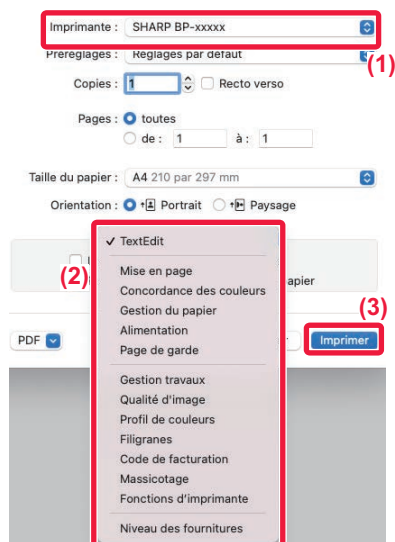 Imprimante : SHARP BP-xxxxx
(1)
Préréglages : Réglages par défaut
Copies : 1 Recto verso
Pages : toutes
de : 1 à : 1
Taille du papier : A4 210 par 297 mm
Orientation : Portrait Paysage
✓ TextEdit
(2)
Mise en page
Concordance des couleurs
apier
Gestion du papier
Alimentation
Page de garde
(3)
PDF
Imprimer
Gestion travaux
Qualité d'image
Profil de couleurs
Filigranes
Code de facturation
Massicotage
Fonctions d'imprimante
Niveau des fournitures